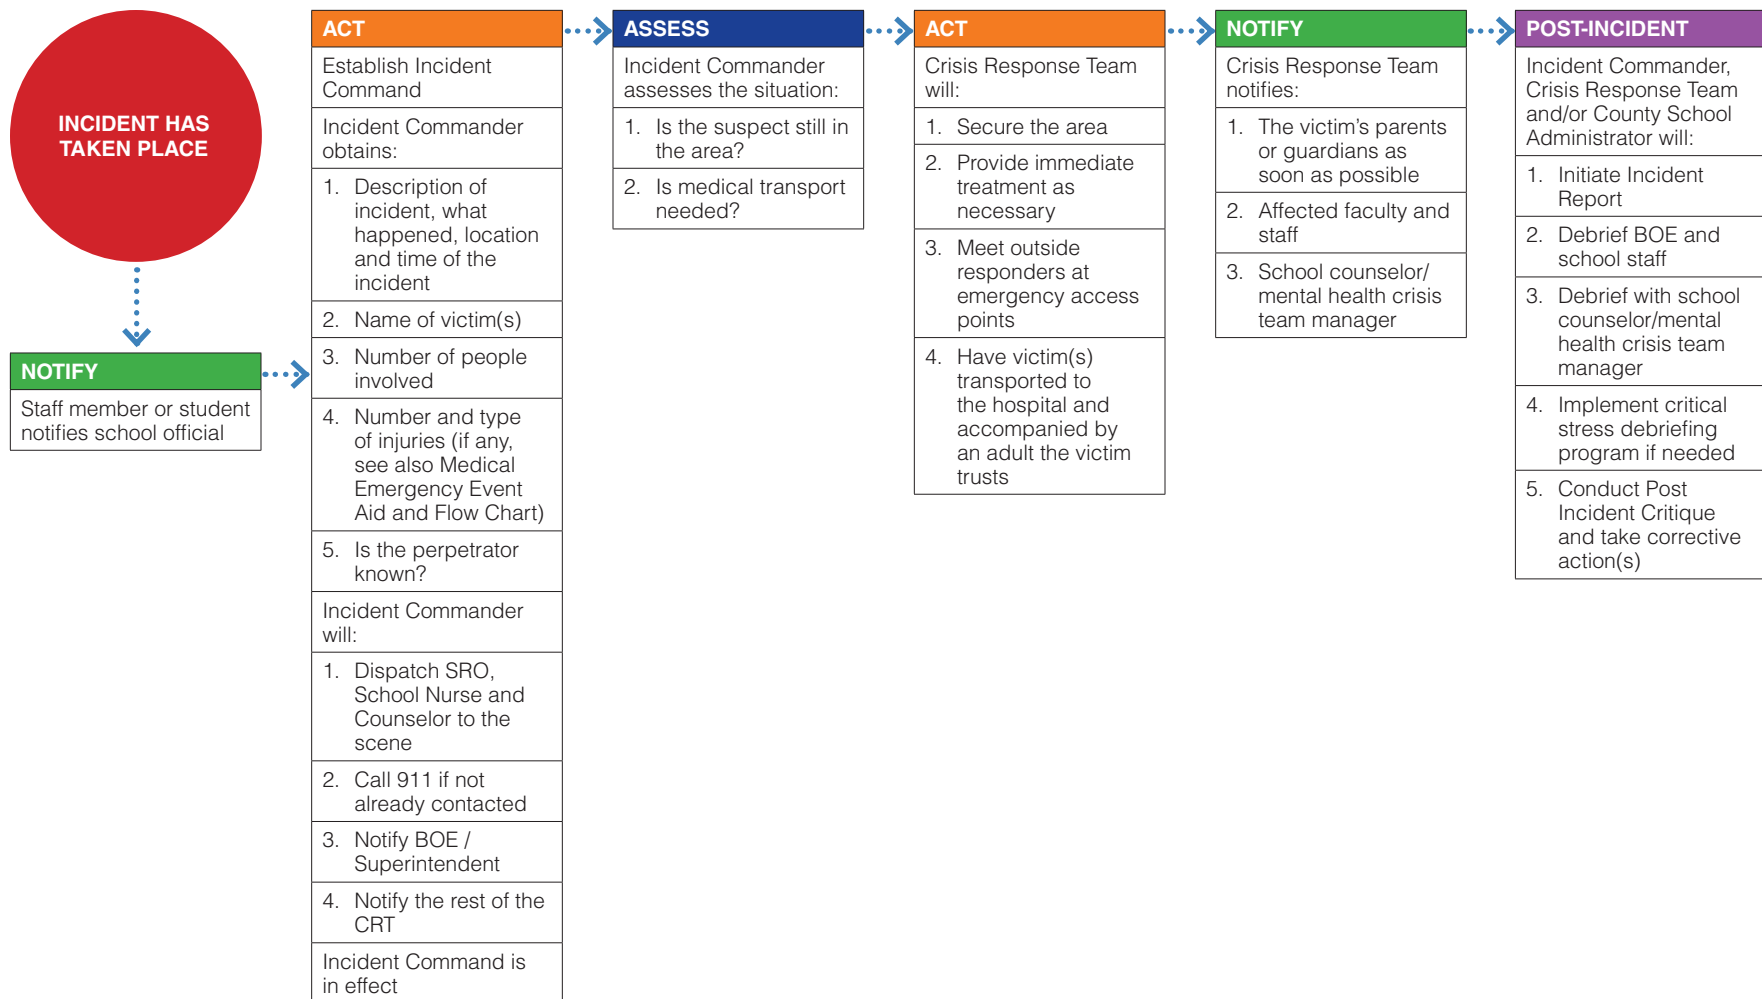 INCIDENT HAS
TAKEN PLACE
NOTIFY
Staff member or student
notifies school official
ACT
Establish Incident
Command
Incident Commander
obtains:
1. Description of
incident, what
happened, location
and time of the
incident
2. Name of victim(s)
3. Number of people
involved
4. Number and type
of injuries (if any,
see also Medical
Emergency Event
Aid and Flow Chart)
5. Is the perpetrator
known?
Incident Commander
will:
1. Dispatch SRO,
School Nurse and
Counselor to the
scene
2. Call 911 if not
already contacted
3. Notify BOE /
Superintendent
4. Notify the rest of the
CRT
Incident Command is
in effect
ASSESS
Incident Commander
assesses the situation:
1. Is the suspect still in
the area?
2. Is medical transport
needed?
ACT
Crisis Response Team
will:
1. Secure the area
2. Provide immediate
treatment as
necessary
3. Meet outside
responders at
emergency access
points
4. Have victim(s)
transported to
the hospital and
accompanied by
an adult the victim
trusts
NOTIFY
Crisis Response Team
notifies:
1. The victim’s parents
or guardians as
soon as possible
2. Affected faculty and
staff
3. School counselor/
mental health crisis
team manager
POST-INCIDENT
Incident Commander,
Crisis Response Team
and/or County School
Administrator will:
1. Initiate Incident
Report
2. Debrief BOE and
school staff
3. Debrief with school
counselor/mental
health crisis team
manager
4. Implement critical
stress debriefing
program if needed
5. Conduct Post
Incident Critique
and take corrective
action(s)